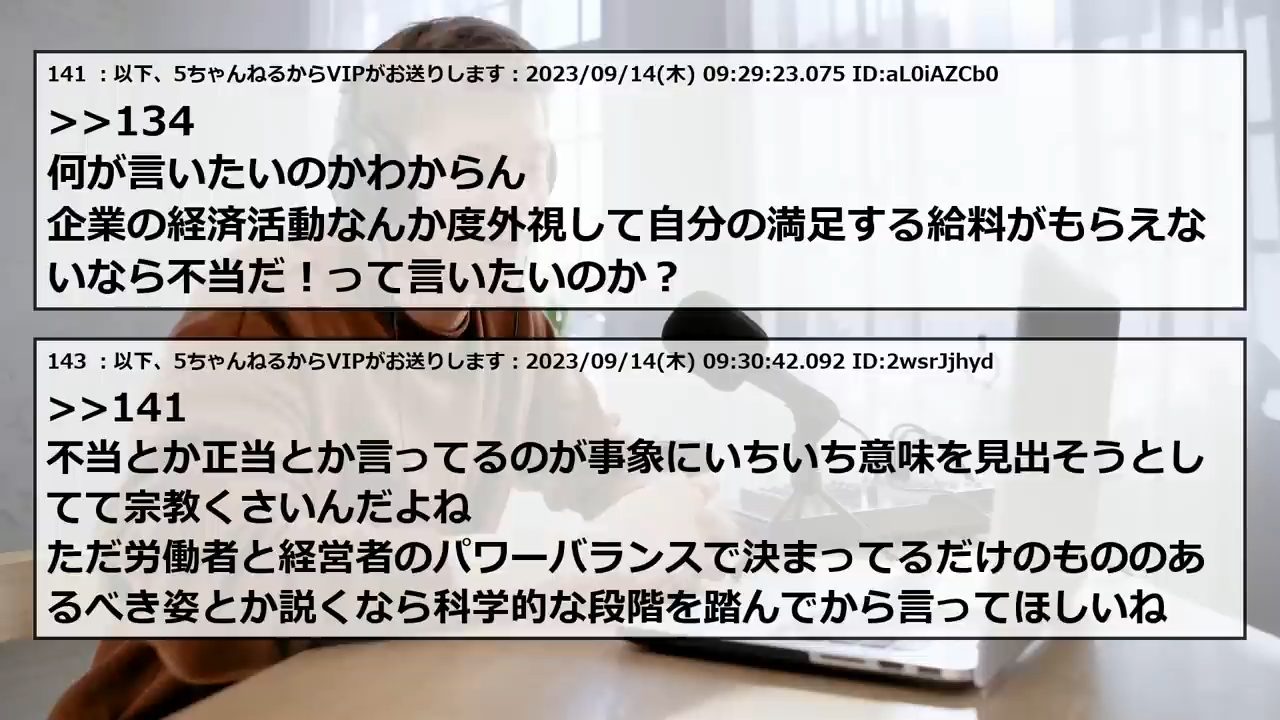 141 ：以下、5ちゃんねるからVIPがお送りします：2023/09/14(木) 09:29:23.075 ID:aL0iAZCb0
>>134
何が言いたいのかわからん
企業の経済活動なんか度外視して自分の満足する給料がもらえな
いなら不当だ！って言いたいのか？
143 ：以下、5ちゃんねるからVIPがお送りします：2023/09/14(木) 09:30:42.092 ID:2wsrJjhyd
>>141
不当とか正当とか言ってるのが事象にいちいち意味を見出そうとし
てて宗教くさいんだよね
ただ労働者と経営者のパワーバランスで決まってるだけのもののあ
るべき姿とか説くなら科学的な段階を踏んでから言ってほしいね